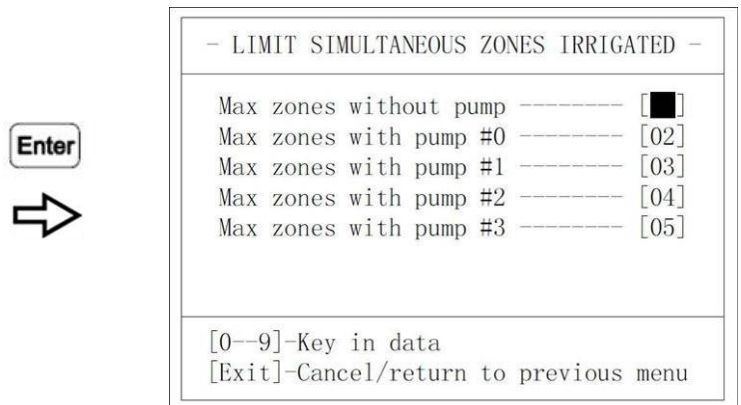 Enter
- LIMIT SIMULTANEOUS ZONES IRRIGATED -
Max zones without pump -------- [ ]
Max zones with pump #0 -------- [02]
Max zones with pump #1 -------- [03]
Max zones with pump #2 -------- [04]
Max zones with pump #3 -------- [05]
[0--9]-Key in data
[Exit]-Cancel/return to previous menu